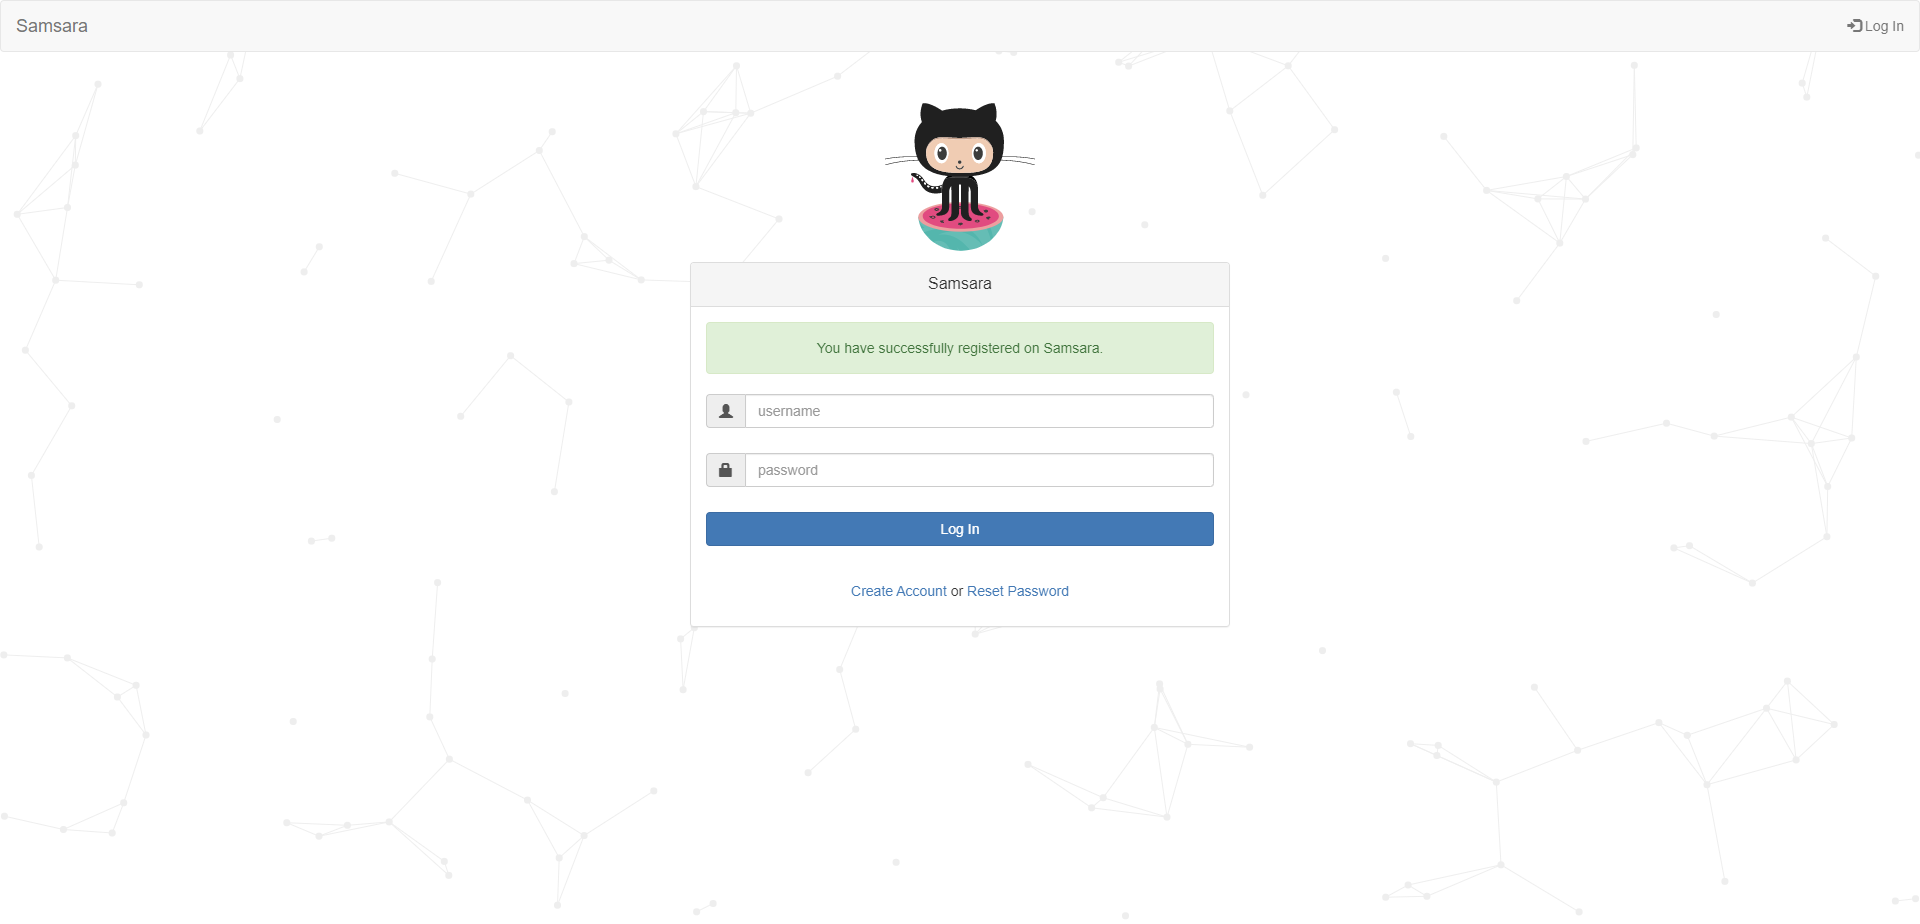 Samsara
Log In
Samsara
You have successfully registered on Samsara.
username
password
Log In
Create Account or Reset Password